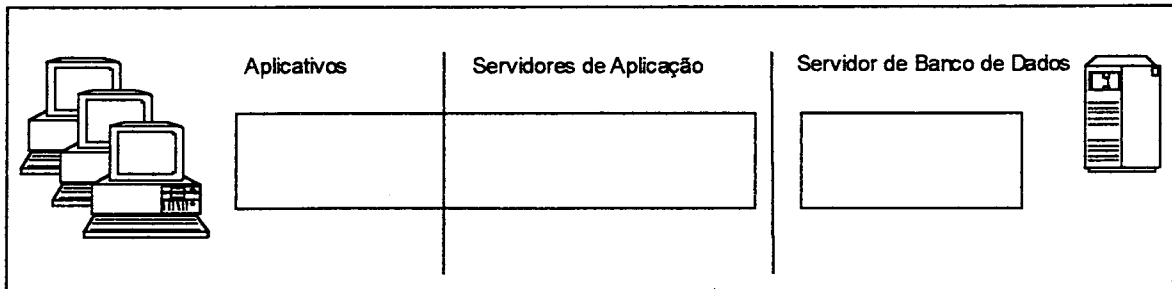 Aplicativos
Servidores de Aplicação
Servidor de Banco de Dados